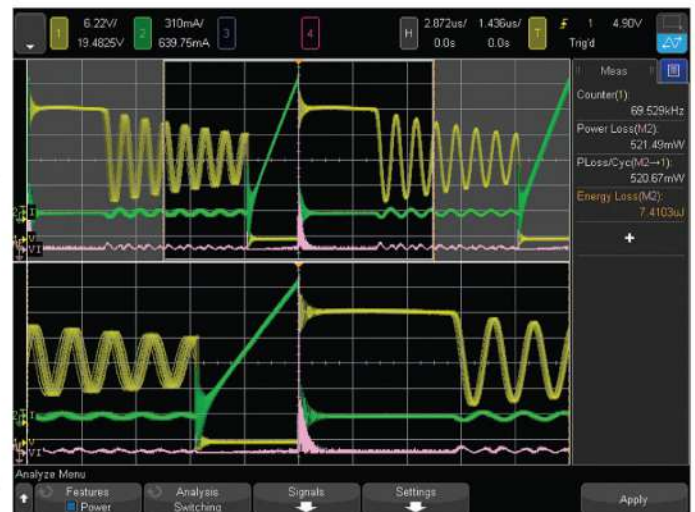 1 6.22V/ 19.4825V 2 310mA/ 639.75mA 3 4 H 2.872us/ 0.0s 1.436us/ 0.0s T 1 4.90V Trig'd
Meas
Counter(1):
69.529kHz
Power Loss(M2):
521.49mW
PLoss/Cyc(M2→1):
520.67mW
Energy Loss(M2):
7.4103uJ
+
I
V
VI
I
V
VI
Analyze Menu
Features
Power
Analysis
Switching
Signals
Settings
Apply